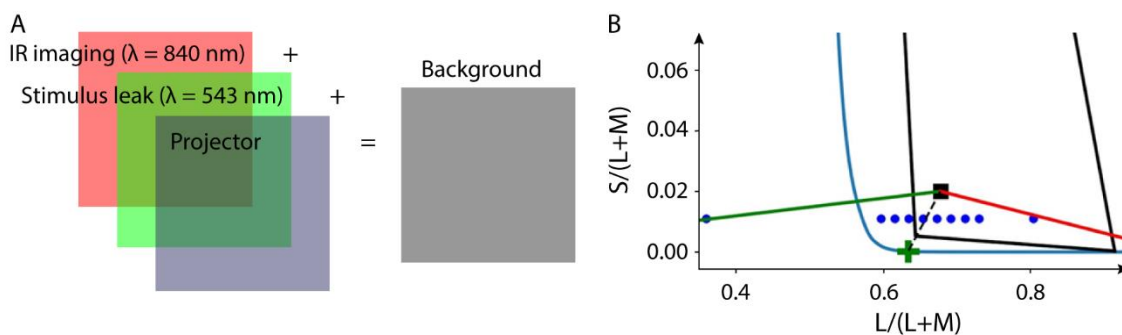 A
IR imaging (λ = 840 nm) +
Stimulus leak (λ = 543 nm) +
Projector
=
Background
B
S/(L+M)
0.06
0.04
0.02
0.00
0.4 0.6 0.8
L/(L+M)